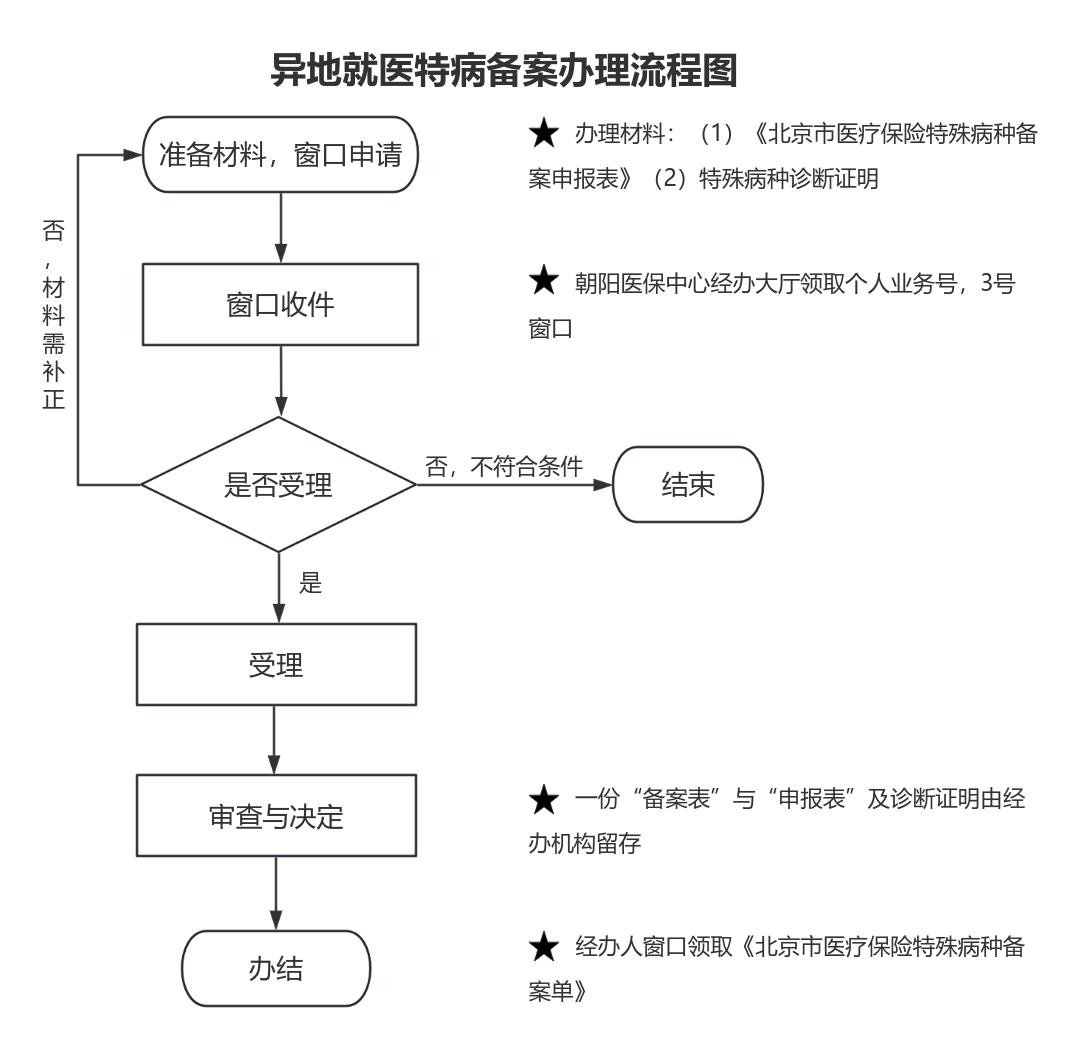 异地就医特病备案办理流程图
准备材料，窗口申请
★ 办理材料：（1）《北京市医疗保险特殊病种备
案申报表》（2）特殊病种诊断证明
否，材料需补正
窗口收件
★ 朝阳医保中心经办大厅领取个人业务号，3号
窗口
是否受理
否，不符合条件
结束
是
受理
审查与决定
★ 一份“备案表”与“申报表”及诊断证明由经
办机构留存
办结
★ 经办人窗口领取《北京市医疗保险特殊病种备
案单》